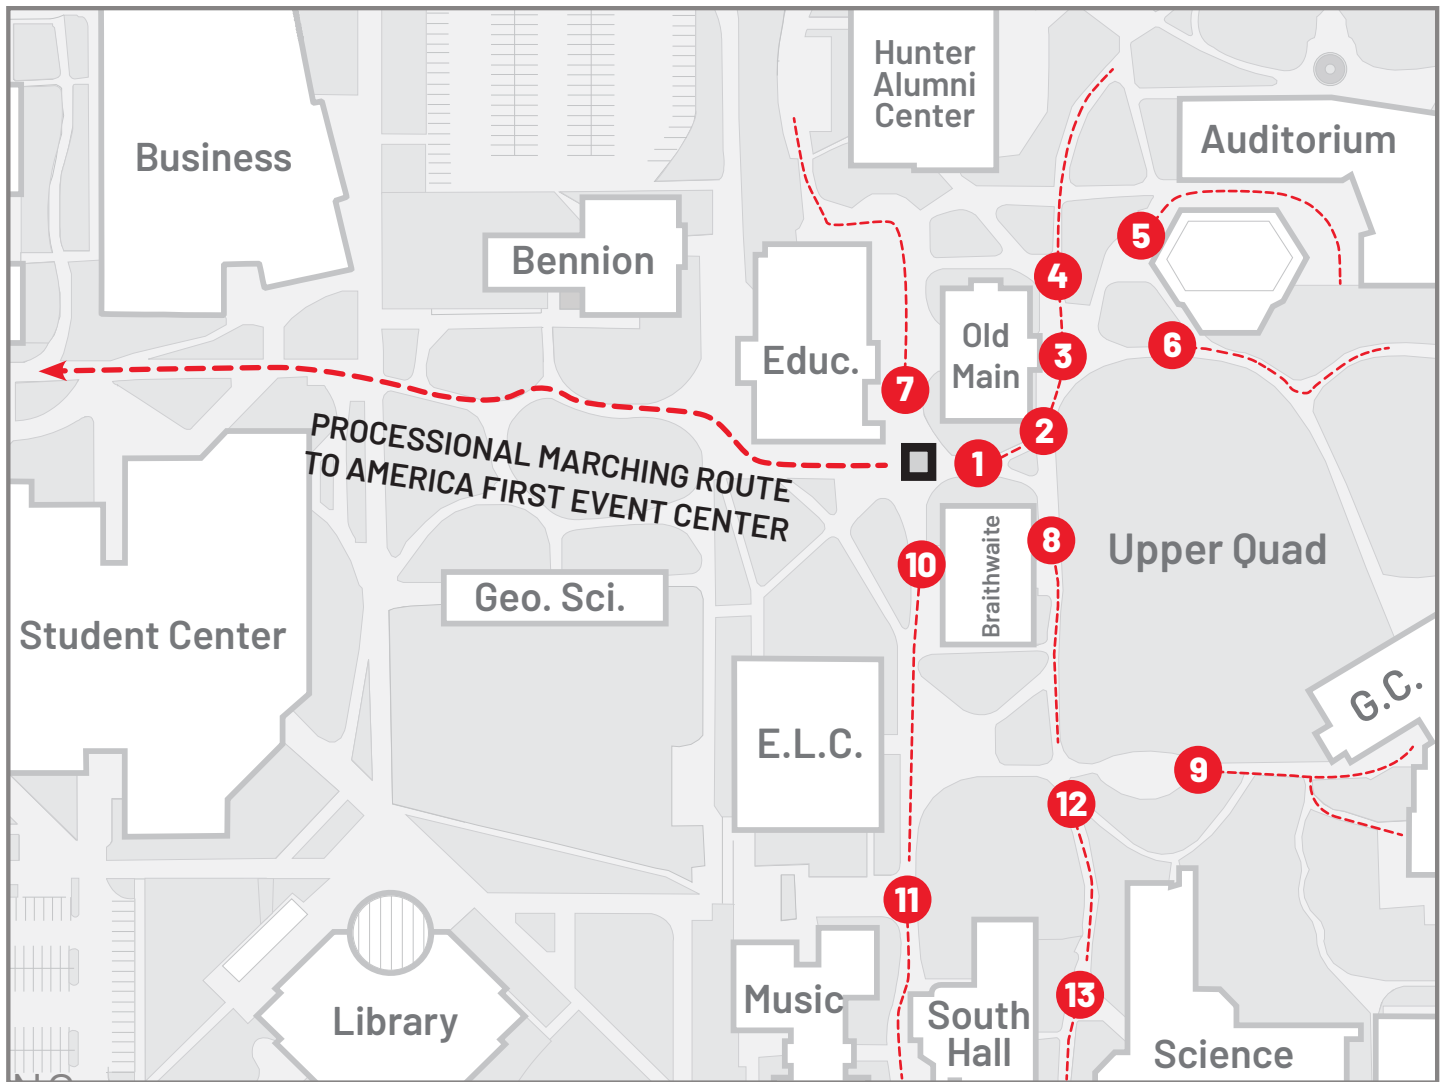 Hunter
Alumni
Center
Auditorium
Business
5
Bennion
4
Old
Main
Educ.
3
6
7
2
1
PROCESSIONAL MARCHING ROUTE
TO AMERICA FIRST EVENT CENTER
8
Upper Quad
10
Braithwaite
Geo. Sci.
Student Center
G.C.
E.L.C.
9
12
11
13
Music
Library
South
Hall
Science